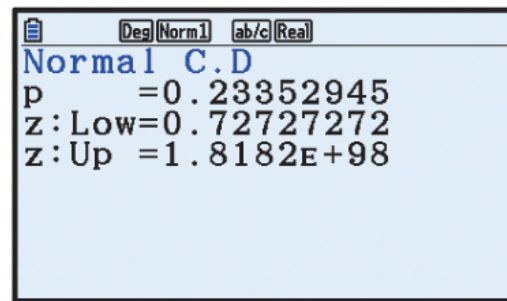 Deg Norm1 ab/c Real
Normal C.D
p =0.23352945
z:Low=0.72727272
z:Up =1.8182E+98